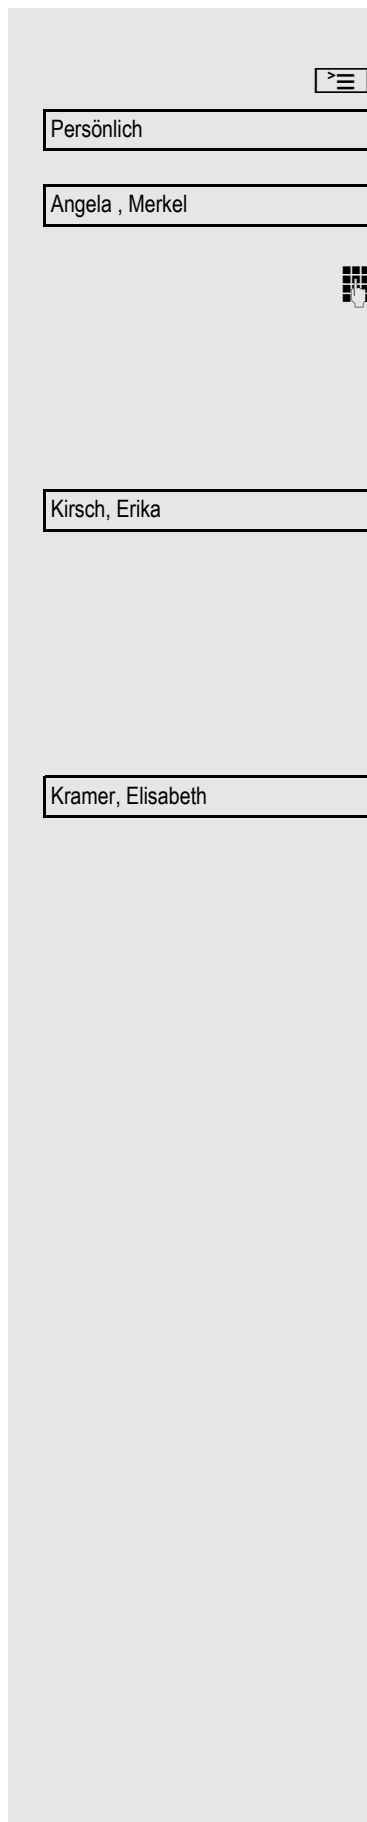 Persönlich
Angela , Merkel
Kirsch, Erika
Kramer, Elisabeth